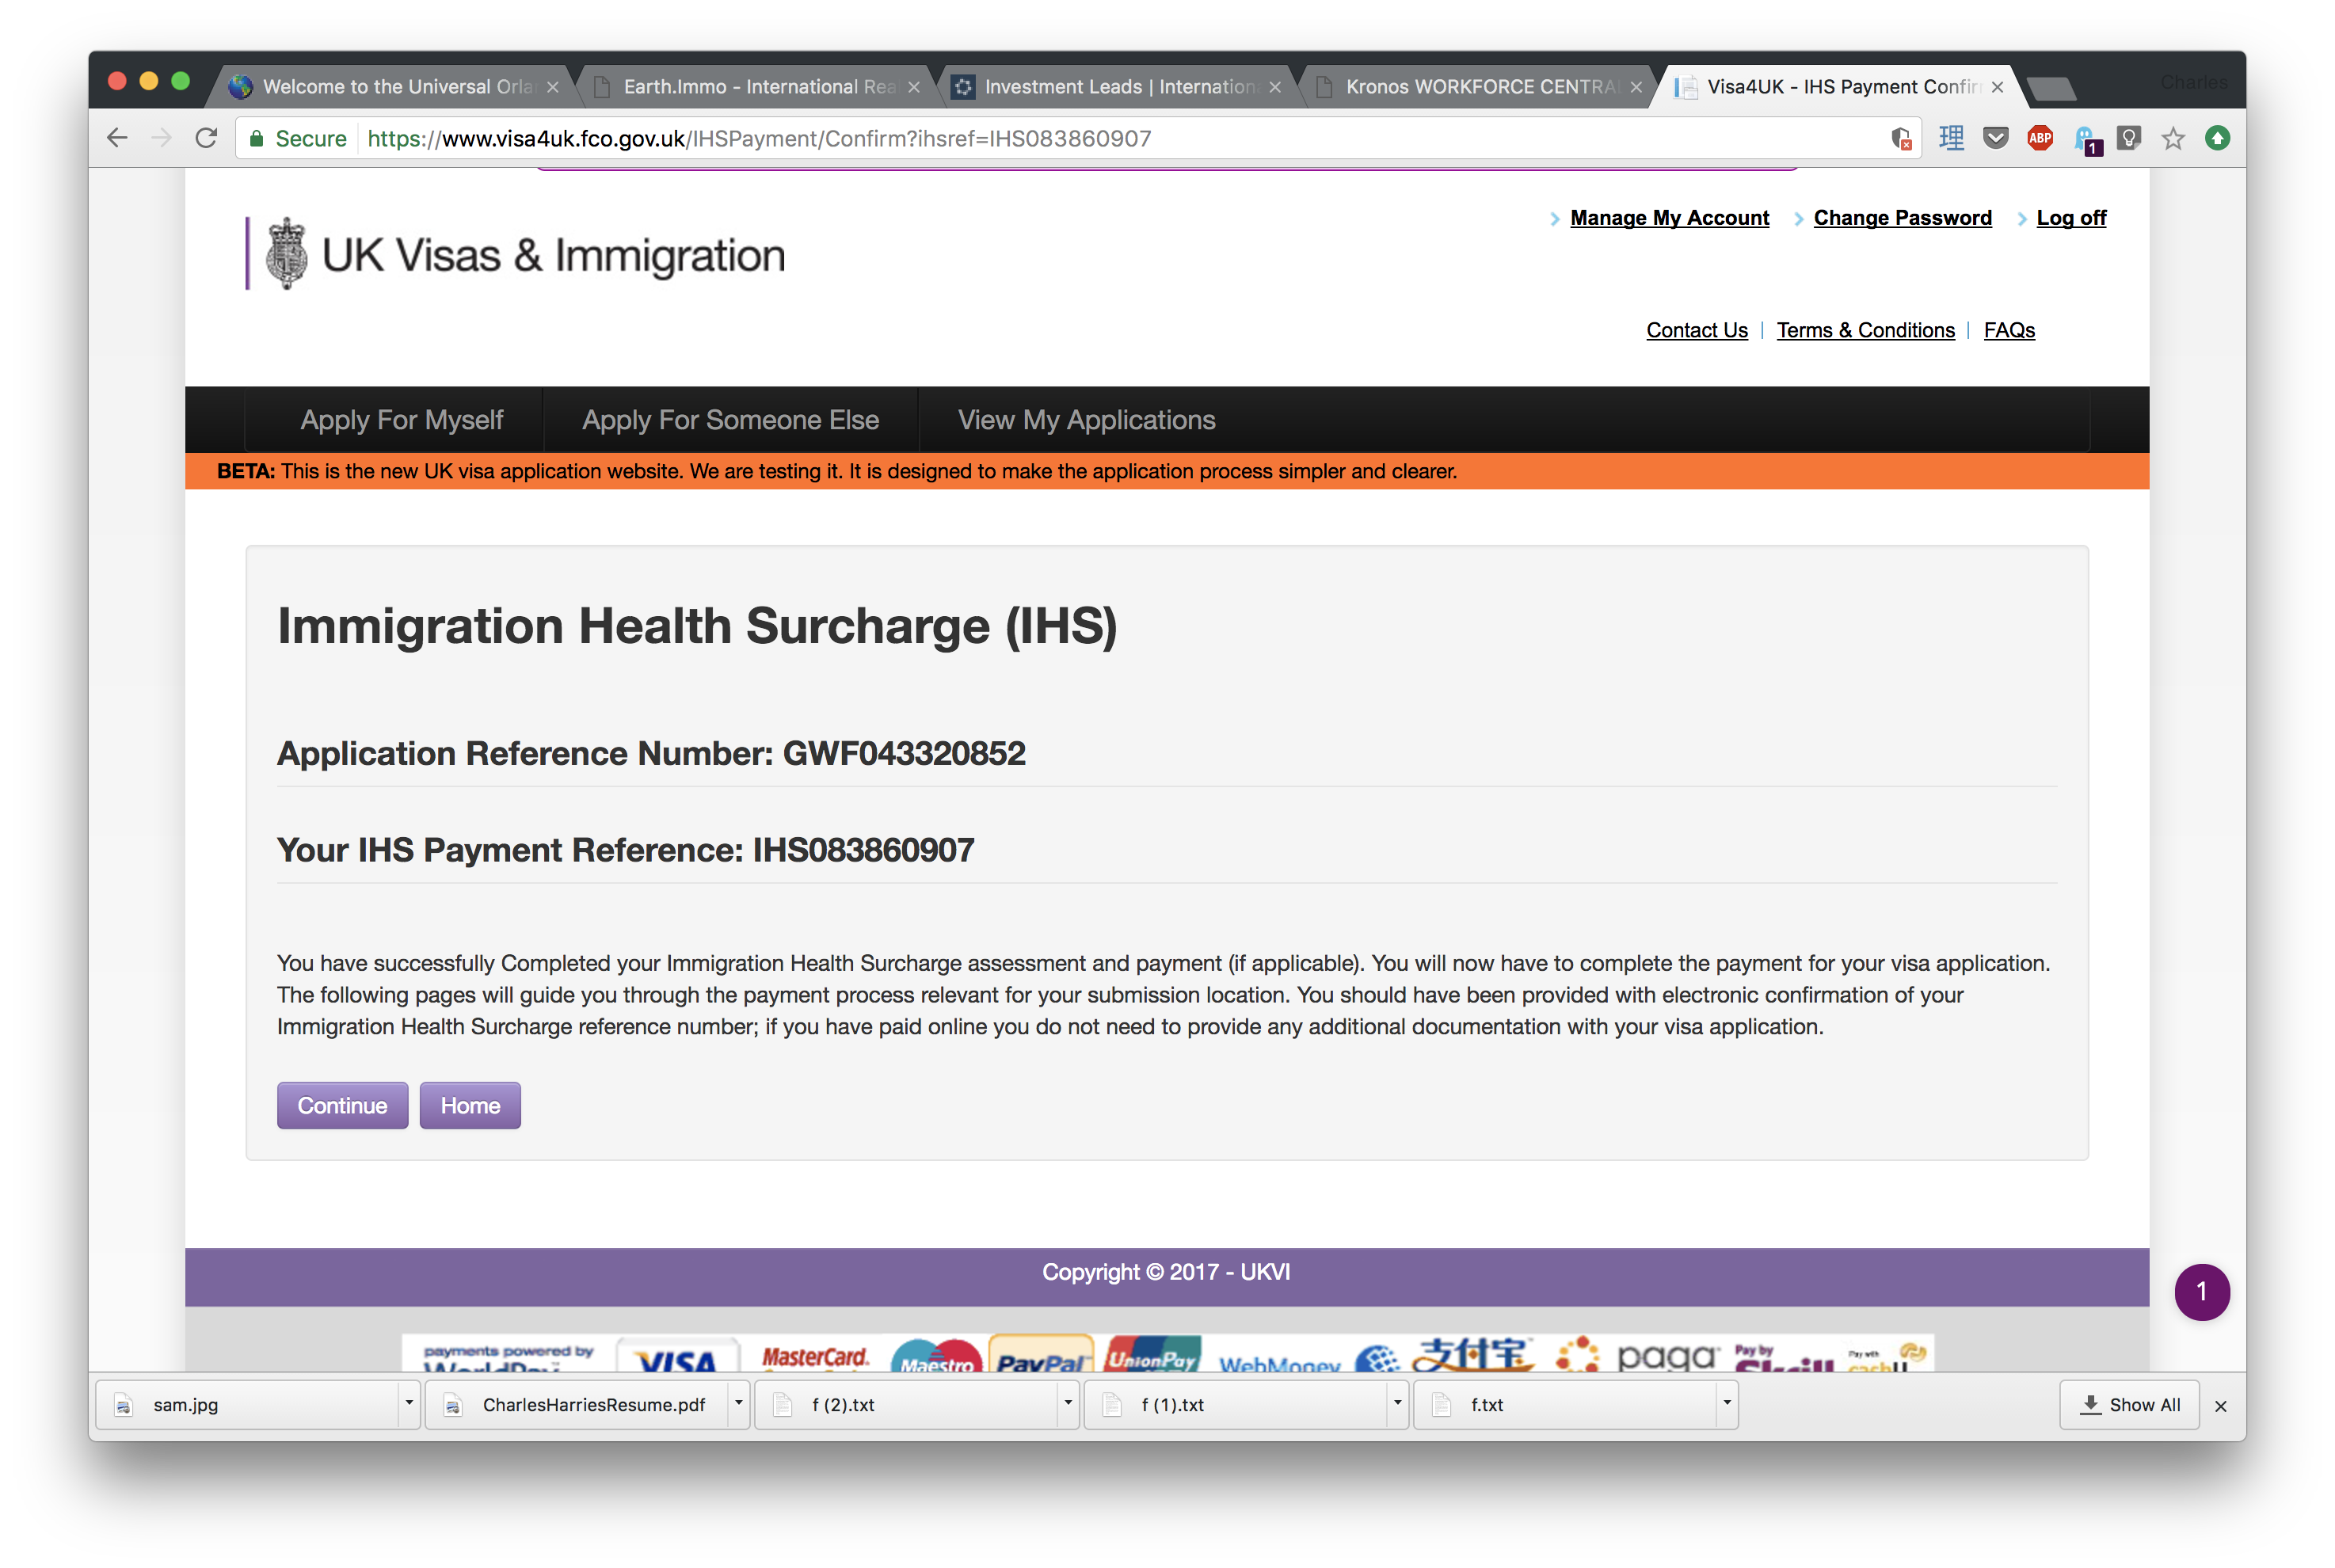 Welcome to the Universal Orla
Earth.Immo - International Rea
Investment Leads | Internation
Kronos WORKFORCE CENTRA
Visa4UK - IHS Payment Confir
Charles
Secure
https://www.visa4uk.fco.gov.uk/IHSPayment/Confirm?ihsref=IHS083860907
理
ABP
1
Manage My Account
Change Password
Log off
UK Visas & Immigration
Contact Us | Terms & Conditions | FAQs
Apply For Myself
Apply For Someone Else
View My Applications
BETA: This is the new UK visa application website. We are testing it. It is designed to make the application process simpler and clearer.
Immigration Health Surcharge (IHS)
Application Reference Number: GWF043320852
Your IHS Payment Reference: IHS083860907
You have successfully Completed your Immigration Health Surcharge assessment and payment (if applicable). You will now have to complete the payment for your visa application.
The following pages will guide you through the payment process relevant for your submission location. You should have been provided with electronic confirmation of your
Immigration Health Surcharge reference number; if you have paid online you do not need to provide any additional documentation with your visa application.
Continue
Home
Copyright © 2017 - UKVI
1
payments powered by
WorldPay
VISA
MasterCard.
Maestro
PayPal
UnionPay
WebMoney
支付宝
paga
Pay by
Skrill
Pay with
cashU
sam.jpg
CharlesHarriesResume.pdf
f (2).txt
f (1).txt
f.txt
Show All